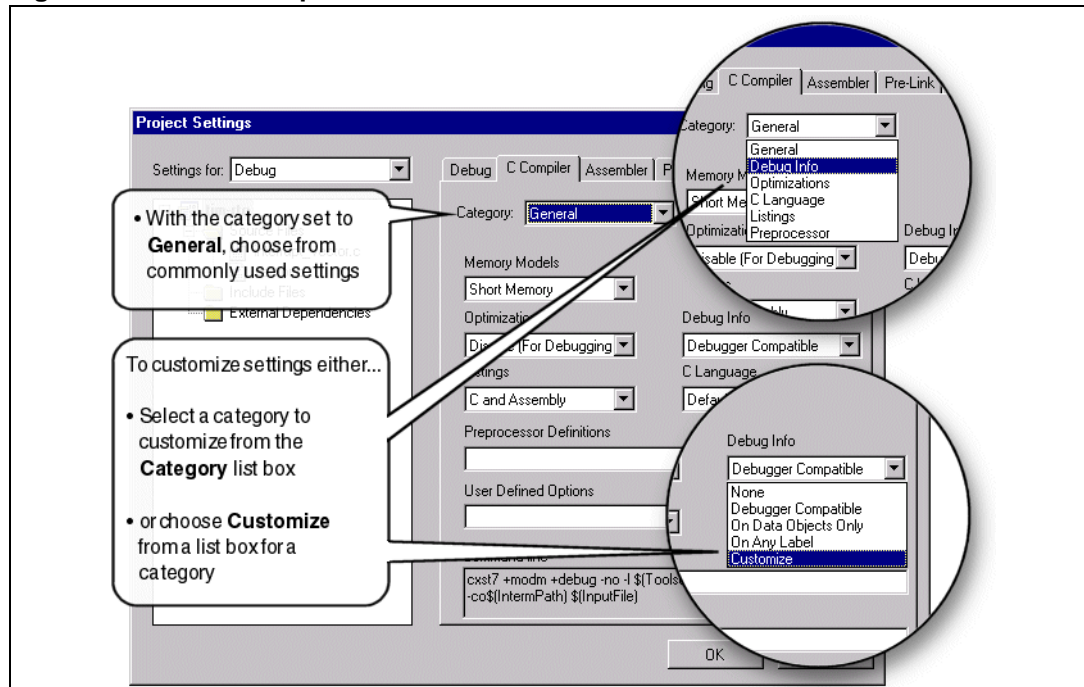 C Compiler
Assembler
Pre-Link
Category:
General
General
Debug Info
Optimizations
C Language
Listings
Preprocessor
Short
(For Debugging
Project Settings
Settings for:
Debug
Debug
C Compiler
Assembler
• With the category set to
General, choose from
commonly used settings
Category:
General
Include Files
External Dependencies
Memory Models
Short Memory
Debug Info
(For Debugging
Debugger Compatible
C Language
C and Assembly
Preprocessor Definitions
User Defined Options
To customize settings either...
• Select a category to
customize from the
Category list box
• or choose Customize
from a list box for a
category
Debug Info
Debugger Compatible
None
Debugger Compatible
On Data Objects Only
On Any Label
Customize
cxst7 +modm +debug -no -l
-co$(IntermPath) $(InputFile)
OK